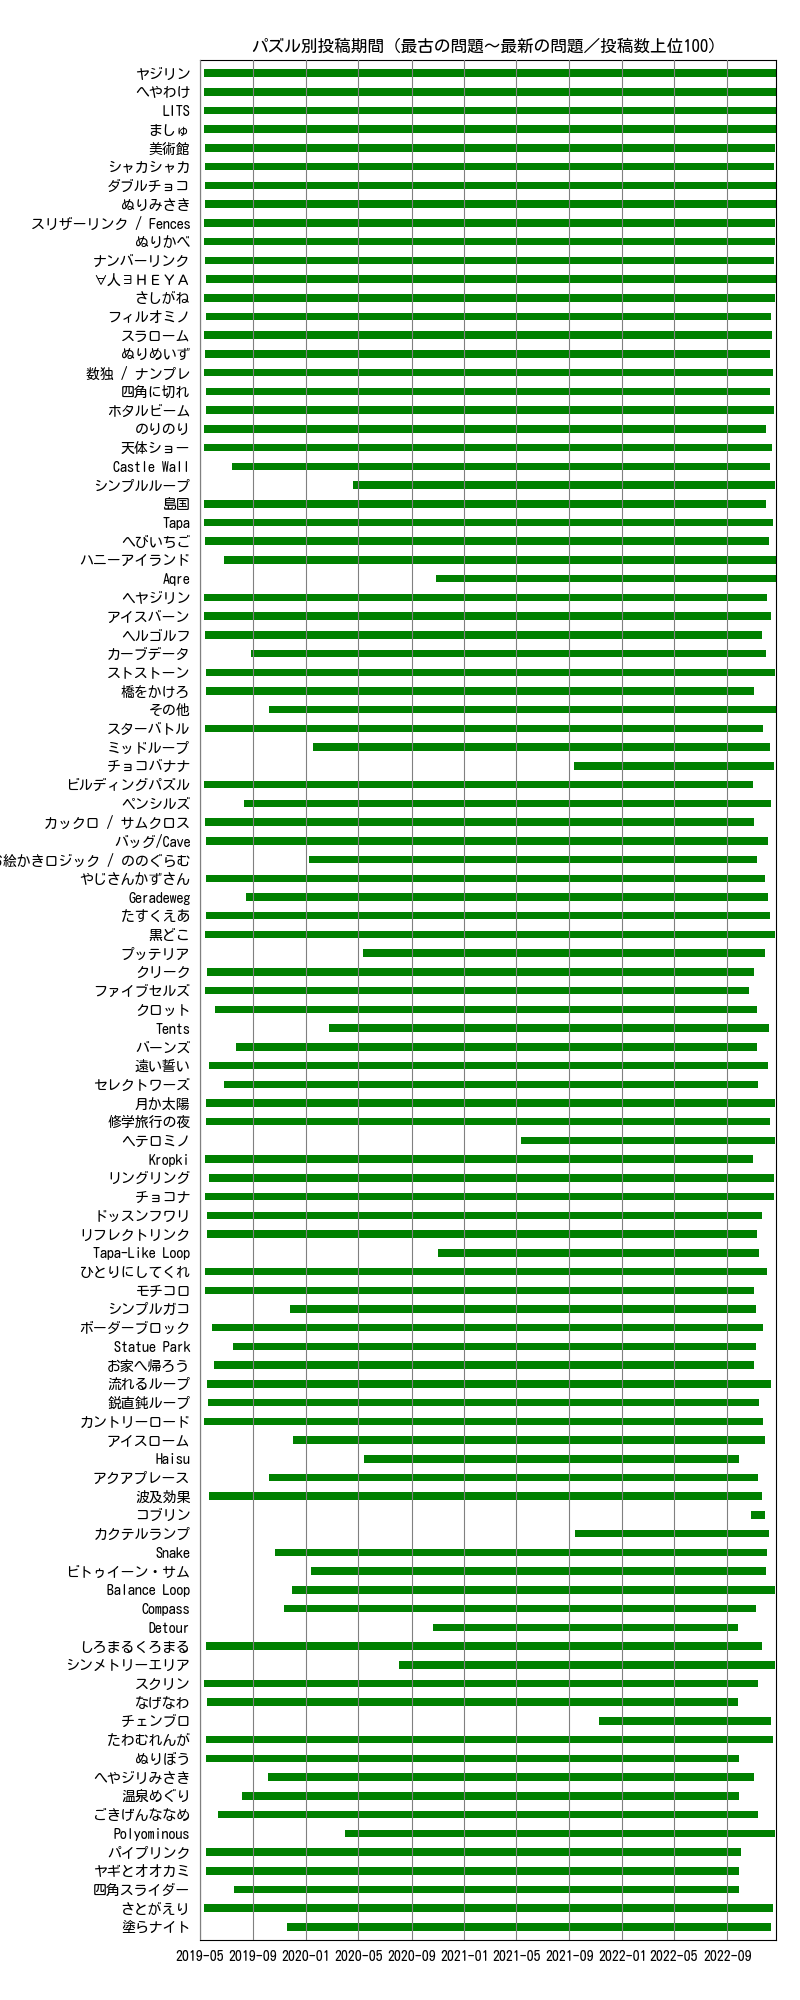 パズル別投稿期間（最古の問題～最新の問題／投稿数上位100）
ヤジリン
へやわけ
LITS
ましゅ
美術館
シャカシャカ
ダブルチョコ
ぬりみさき
スリザーリンク / Fences
ぬりかべ
ナンバーリンク
∀人∃ＨＥＹＡ
さしがね
フィルオミノ
スラローム
ぬりめいず
数独 / ナンプレ
四角に切れ
ホタルビーム
のりのり
天体ショー
Castle Wall
シンプルループ
島国
Tapa
へびいちご
ハニーアイランド
Aqre
ヘヤジリン
アイスバーン
ヘルゴルフ
カーブデータ
ストストーン
橋をかけろ
その他
スターバトル
ミッドループ
チョコバナナ
ビルディングパズル
ペンシルズ
カックロ / サムクロス
バッグ/Cave
絵かきロジック / ののぐらむ
やじさんかずさん
Geradeweg
たすくえあ
黒どこ
プッテリア
クリーク
ファイブセルズ
クロット
Tents
バーンズ
遠い誓い
セレクトワーズ
月か太陽
修学旅行の夜
ヘテロミノ
Kropki
リングリング
チョコナ
ドッスンフワリ
リフレクトリンク
Tapa-Like Loop
ひとりにしてくれ
モチコロ
シンプルガコ
ボーダーブロック
Statue Park
お家へ帰ろう
流れるループ
鋭直鈍ループ
カントリーロード
アイスローム
Haisu
アクアプレース
波及効果
コブリン
カクテルランプ
Snake
ビトゥイーン・サム
Balance Loop
Compass
Detour
しろまるくろまる
シンメトリーエリア
スクリン
なげなわ
チェンブロ
たわむれんが
ぬりぼう
へやジリみさき
温泉めぐり
ごきげんななめ
Polyominous
パイプリンク
ヤギとオオカミ
四角スライダー
さとがえり
塗らナイト
2019-05 2019-09 2020-01 2020-05 2020-09 2021-01 2021-05 2021-09 2022-01 2022-05 2022-09